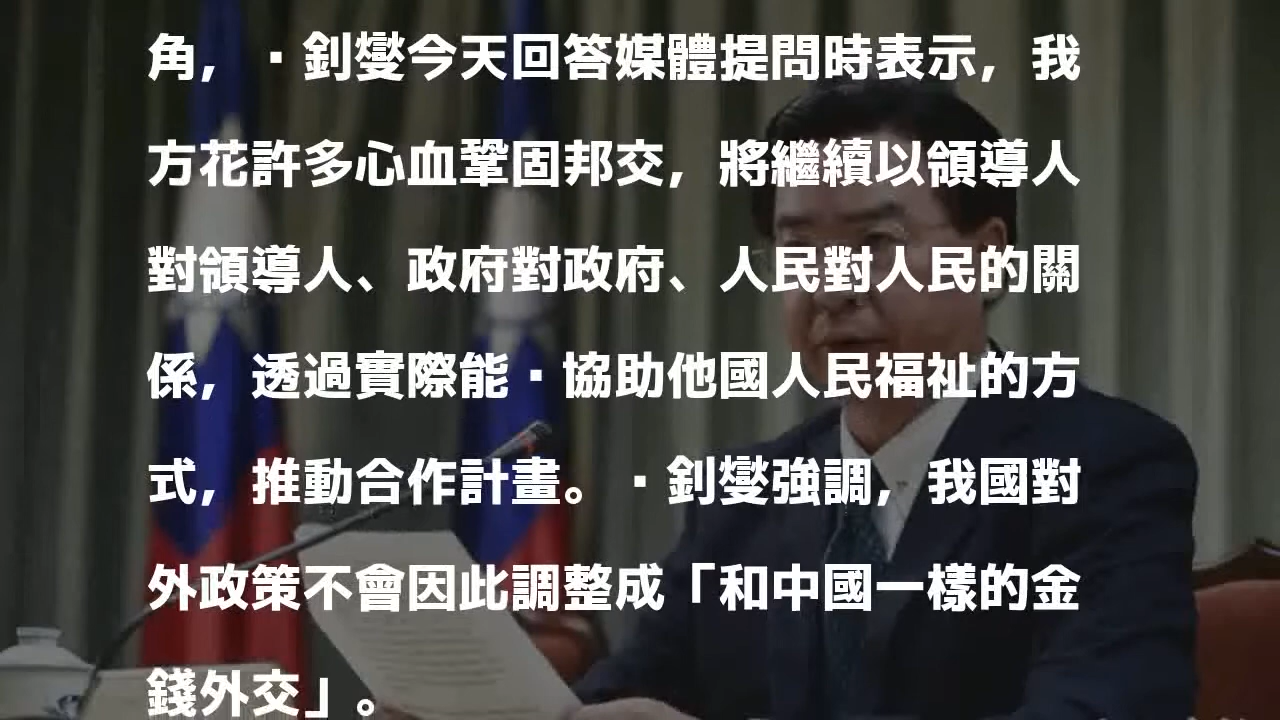 角，▪釗燮今天回答媒體提問時表示，我
方花許多心血鞏固邦交，將繼續以領導人
對領導人、政府對政府、人民對人民的關
係，透過實際能▪協助他國人民福祉的方
式，推動合作計畫。▪釗燮強調，我國對
外政策不會因此調整成「和中國一樣的金
錢外交」。